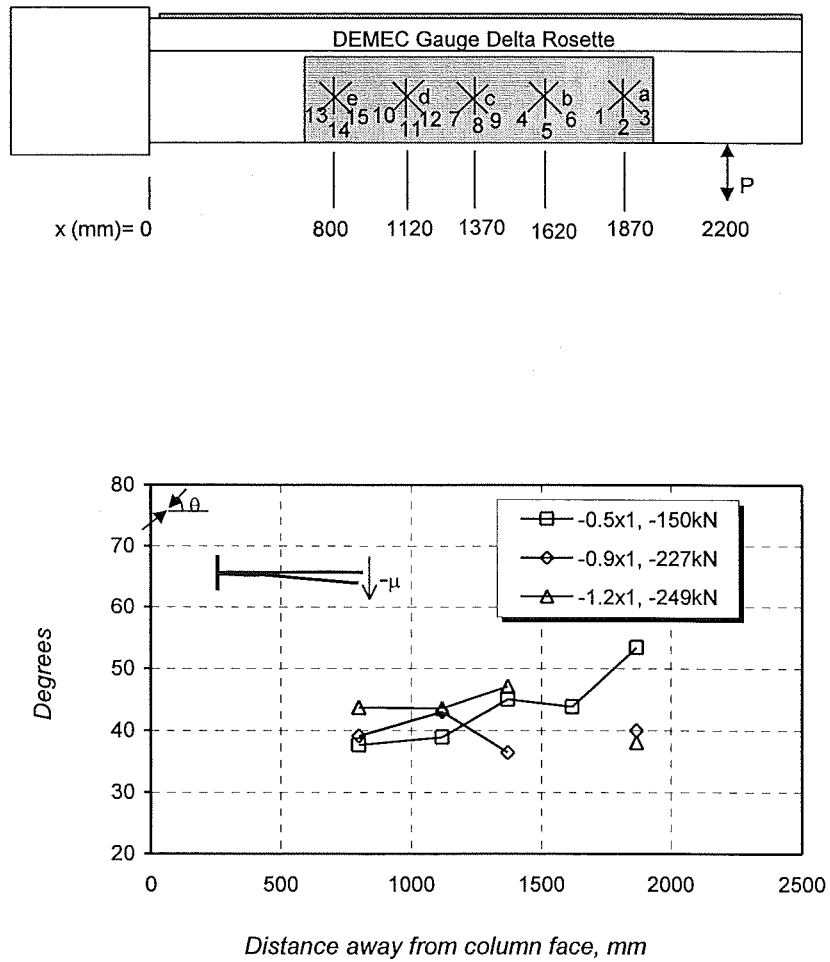 DEMEC Gauge Delta Rosette
e d c b a
13 15 10 12 7 9 4 6 1 3
14 11 8 5 2
P
x (mm)= 0 800 1120 1370 1620 1870 2200
80
θ
-0.5x1, -150kN
70
-0.9x1, -227kN
-μ
-1.2x1, -249kN
60
Degrees
50
40
30
20
0 500 1000 1500 2000 2500
Distance away from column face, mm